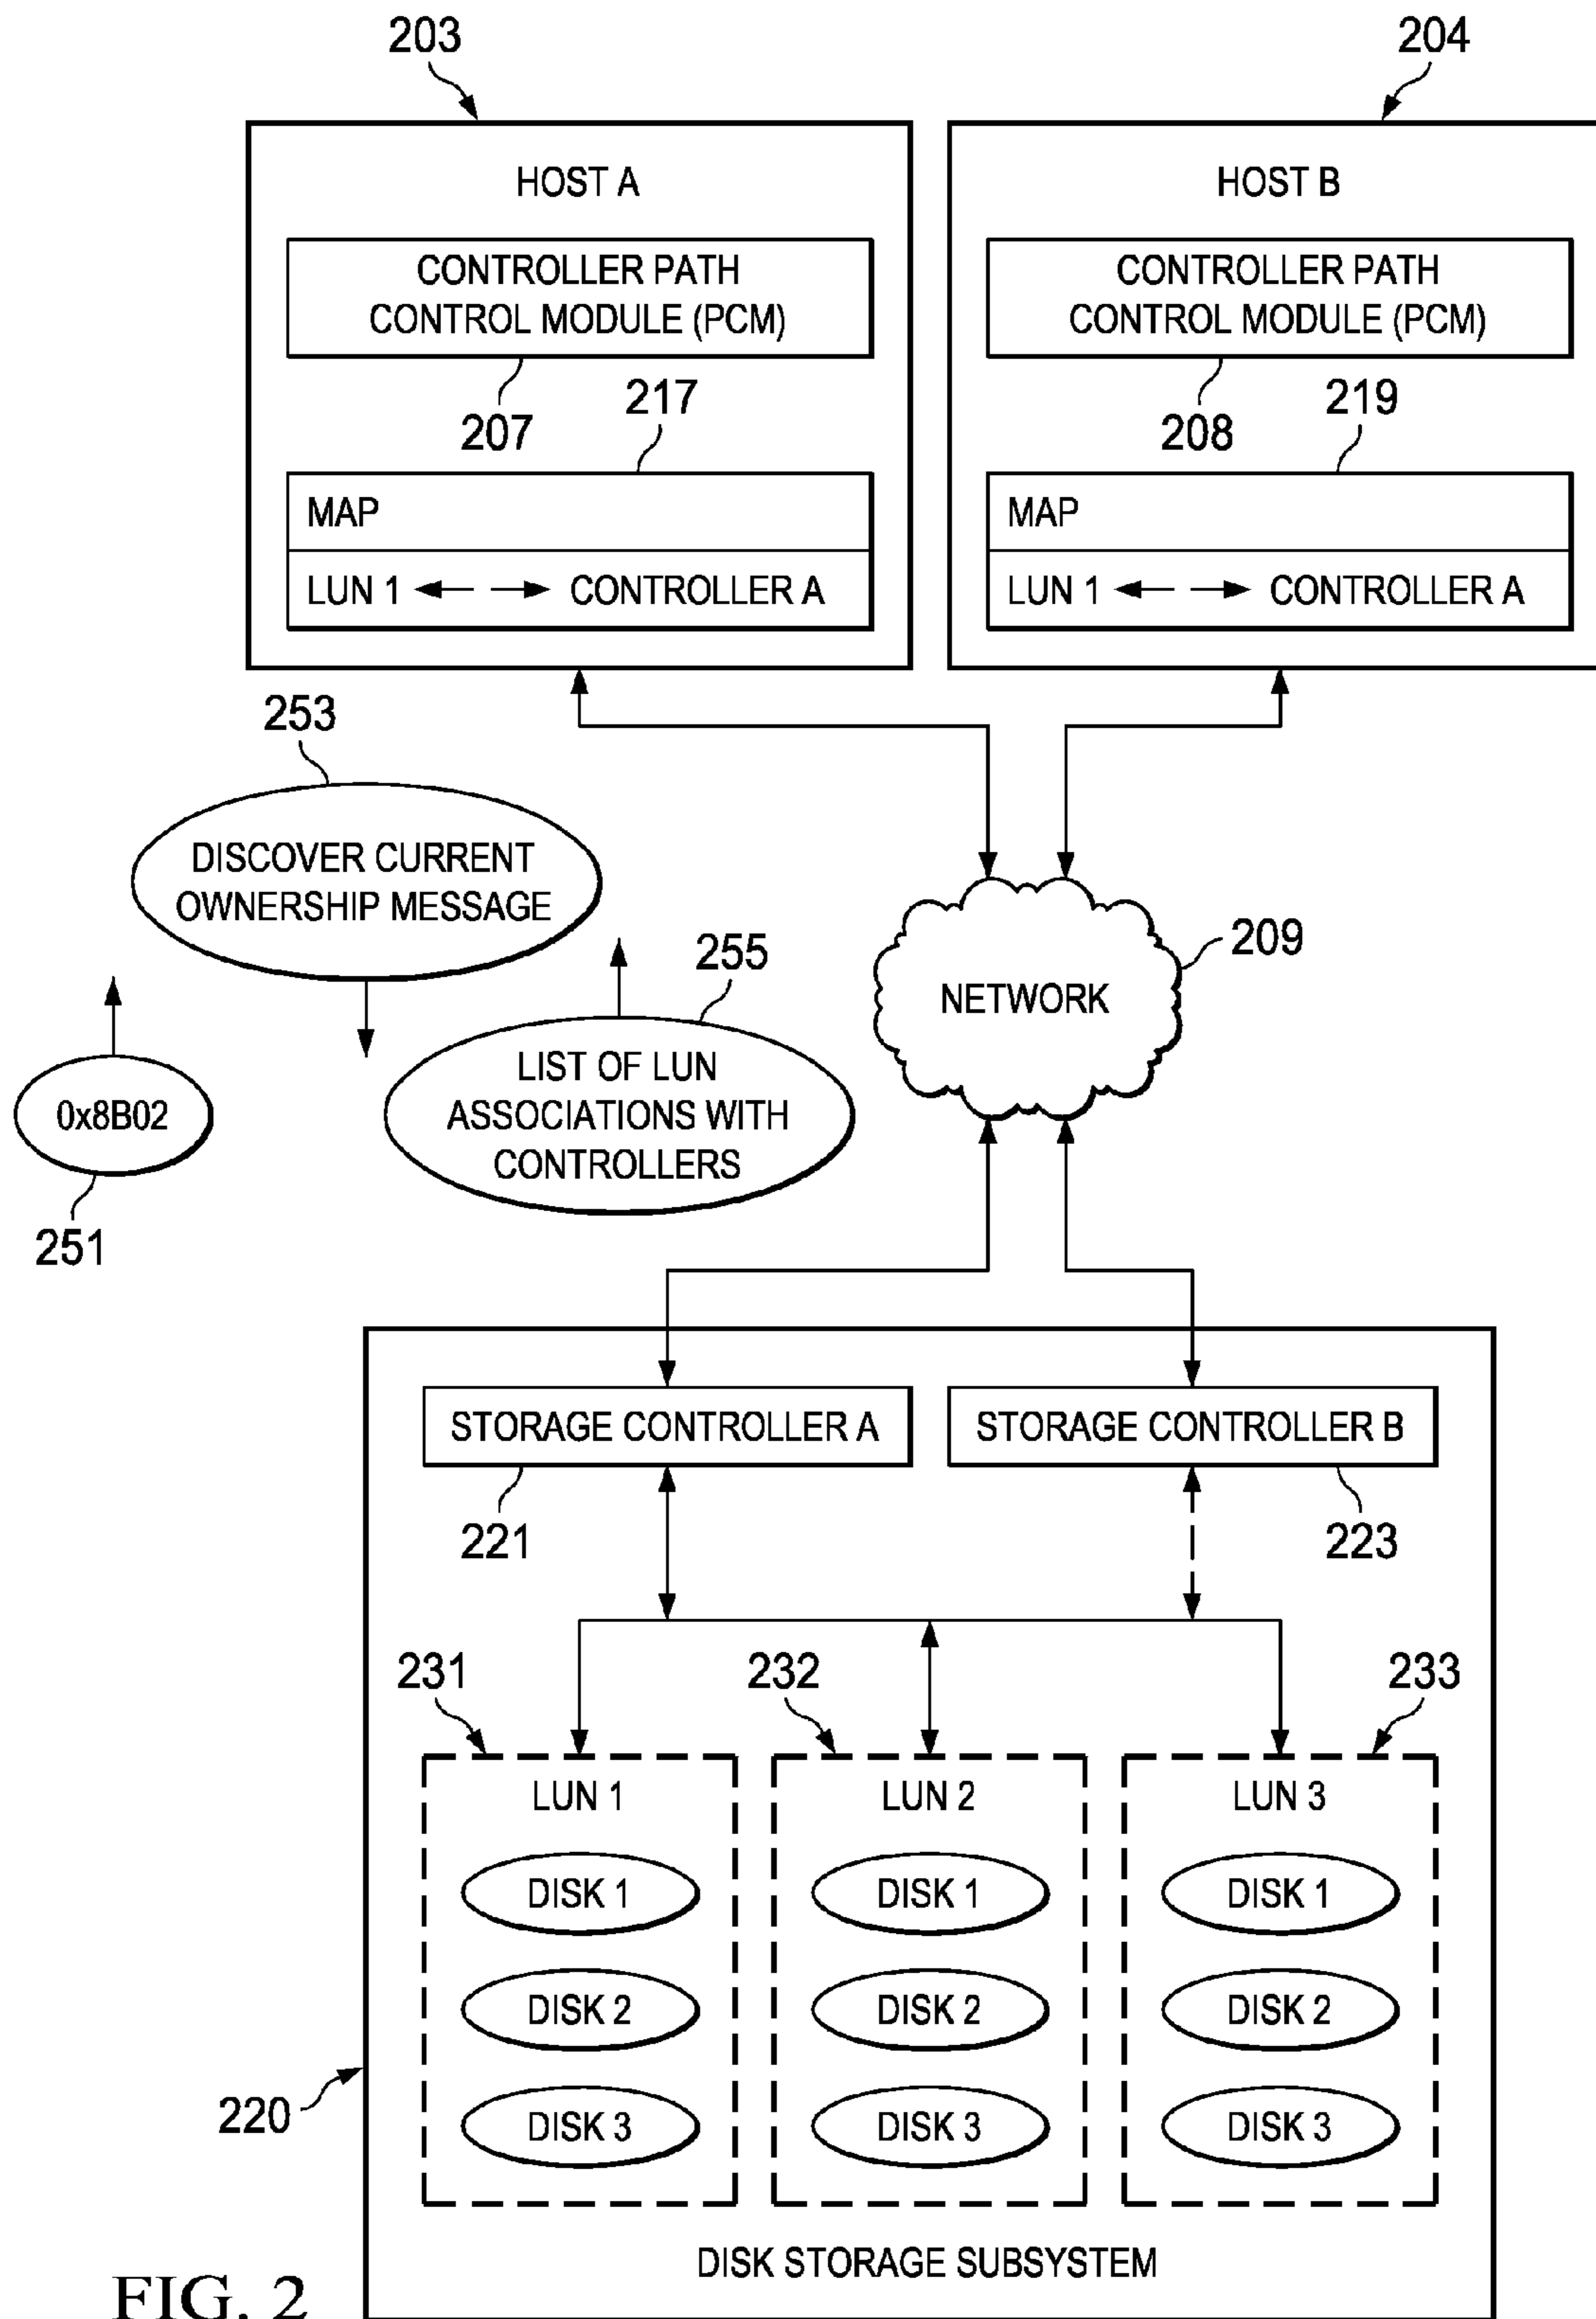 203
204
HOST A
HOST B
CONTROLLER PATH
CONTROL MODULE (PCM)
CONTROLLER PATH
CONTROL MODULE (PCM)
207
217
208
219
MAP
LUN 1
CONTROLLER A
MAP
LUN 1
CONTROLLER A
253
DISCOVER CURRENT
OWNERSHIP MESSAGE
255
209
NETWORK
LIST OF LUN
ASSOCIATIONS WITH
CONTROLLERS
0x8B02
251
STORAGE CONTROLLER A
STORAGE CONTROLLER B
221
223
231
232
233
LUN 1
LUN 2
LUN 3
DISK 1
DISK 1
DISK 1
DISK 2
DISK 2
DISK 2
220
DISK 3
DISK 3
DISK 3
DISK STORAGE SUBSYSTEM
FIG. 2